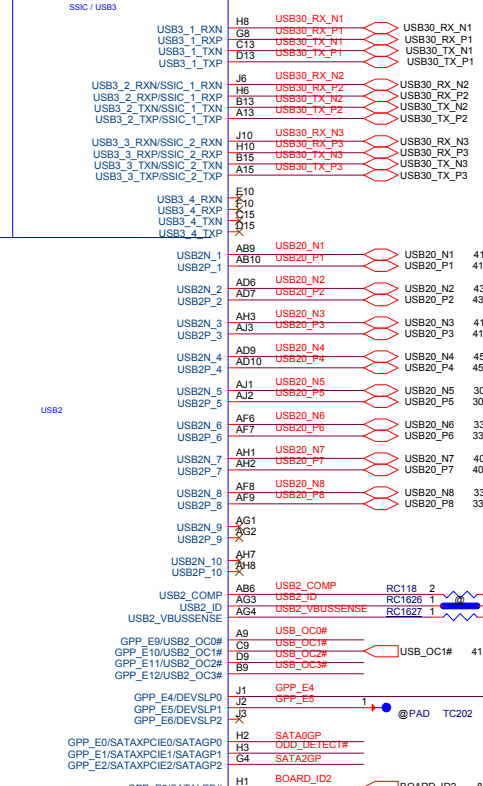 SSIC / USB3
USB3_1_RXN H8 USB30_RX_N1 USB30_RX_N1
USB3_1_RXP G8 USB30_RX_P1 USB30_RX_P1
USB3_1_TXN C13 USB30_TX_N1 USB30_TX_N1
USB3_1_TXP D13 USB30_TX_P1 USB30_TX_P1
USB3_2_RXN/SSIC_1_RXN J6 USB30_RX_N2 USB30_RX_N2
USB3_2_RXP/SSIC_1_RXP H6 USB30_RX_P2 USB30_RX_P2
USB3_2_TXN/SSIC_1_TXN B13 USB30_TX_N2 USB30_TX_N2
USB3_2_TXP/SSIC_1_TXP A13 USB30_TX_P2 USB30_TX_P2
USB3_3_RXN/SSIC_2_RXN J10 USB30_RX_N3 USB30_RX_N3
USB3_3_RXP/SSIC_2_RXP H10 USB30_RX_P3 USB30_RX_P3
USB3_3_TXN/SSIC_2_TXN B15 USB30_TX_N3 USB30_TX_N3
USB3_3_TXP/SSIC_2_TXP A15 USB30_TX_P3 USB30_TX_P3
USB3_4_RXN E10
USB3_4_RXP F10
USB3_4_TXN C15
USB3_4_TXP D15
USB2N_1 AB9 USB20_N1 USB20_N1 41
USB2P_1 AB10 USB20_P1 USB20_P1 41
USB2N_2 AD6 USB20_N2 USB20_N2 43
USB2P_2 AD7 USB20_P2 USB20_P2 43
USB2N_3 AH3 USB20_N3 USB20_N3 41
USB2P_3 AJ3 USB20_P3 USB20_P3 41
USB2N_4 AD9 USB20_N4 USB20_N4 45
USB2P_4 AD10 USB20_P4 USB20_P4 45
USB2N_5 AJ1 USB20_N5 USB20_N5 30
USB2P_5 AJ2 USB20_P5 USB20_P5 30
USB2
USB2N_6 AF6 USB20_N6 USB20_N6 33
USB2P_6 AF7 USB20_P6 USB20_P6 33
USB2N_7 AH1 USB20_N7 USB20_N7 40
USB2P_7 AH2 USB20_P7 USB20_P7 40
USB2N_8 AF8 USB20_N8 USB20_N8 33
USB2P_8 AF9 USB20_P8 USB20_P8 33
USB2N_9 AG1
USB2P_9 AG2
USB2N_10 AH7
USB2P_10 AH8
USB2_COMP AB6 USB2_COMP RC118 2
USB2_ID AG3 USB2_ID RC1626 1 @
USB2_VBUSSENSE AG4 USB2_VBUSSENSE RC1627 1
GPP_E9/USB2_OC0# A9 USB_OC0#
GPP_E10/USB2_OC1# C9 USB_OC1# USB_OC1# 41
GPP_E11/USB2_OC2# D9 USB_OC2#
GPP_E12/USB2_OC3# B9 USB_OC3#
GPP_E4/DEVSLP0 J1 GPP_E4
GPP_E5/DEVSLP1 J2 GPP_E5 1 @PAD TC202
GPP_E6/DEVSLP2 J3
GPP_E0/SATAXPCIE0/SATAGP0 H2 SATA0GP
GPP_E1/SATAXPCIE1/SATAGP1 H3 ODD_DETECT#
GPP_E2/SATAXPCIE2/SATAGP2 G4 SATA2GP
H1 BOARD_ID2